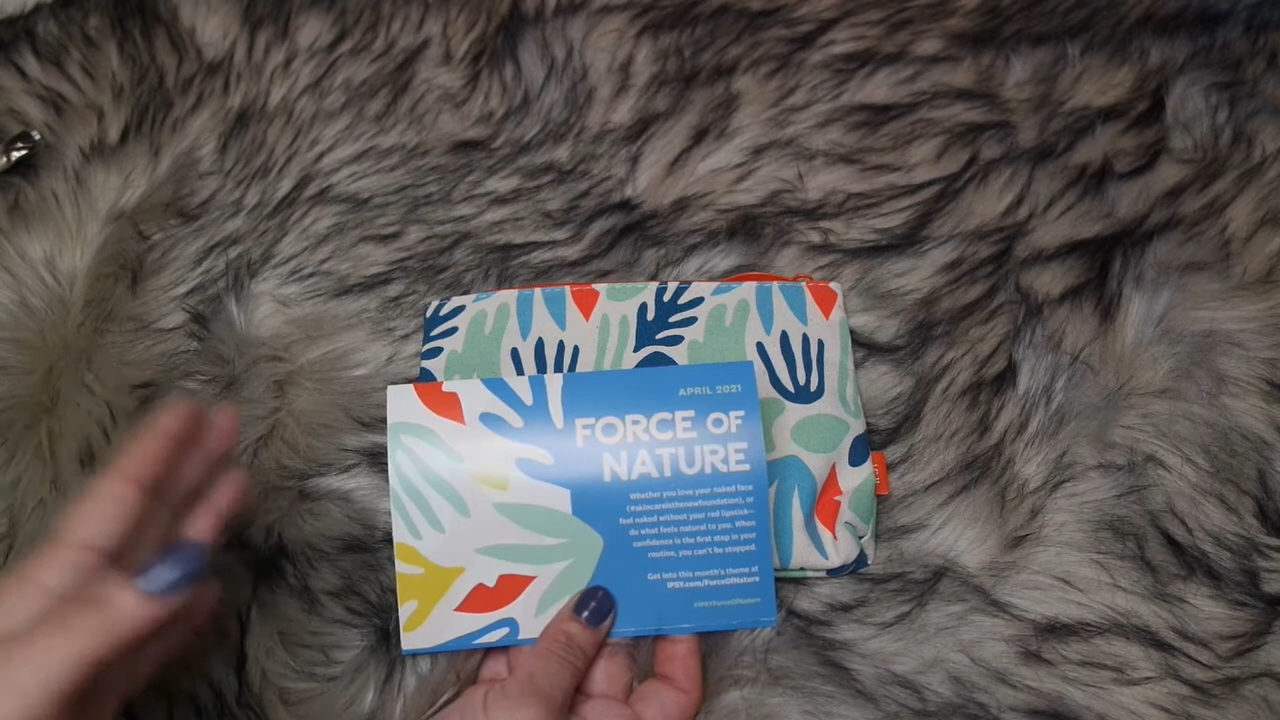 APRIL 2021
FORCE OF
NATURE
Whether you love your naked face
(#skincareisthenewfoundation), or
feel naked without your red lipstick—
do what feels natural to you. When
confidence is the first step in your
routine, you can't be stopped.
Get into this month's theme at
IPSY.com/ForceOfNature
#IPSYForceOfNature